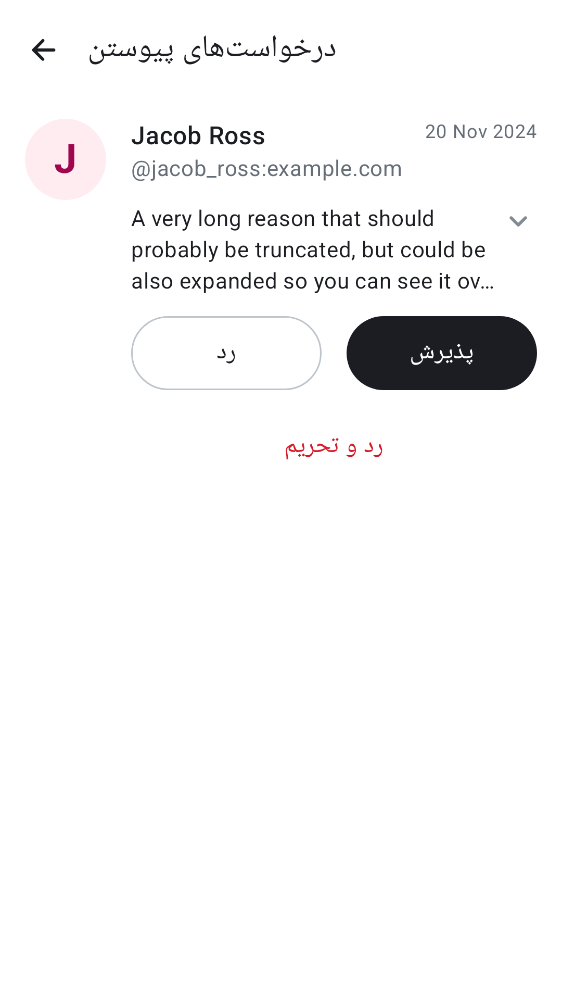 درخواست‌های پیوستن
J
Jacob Ross
20 Nov 2024
@jacob_ross:example.com
A very long reason that should
probably be truncated, but could be
also expanded so you can see it ov…
رد
پذیرش
رد و تحریم